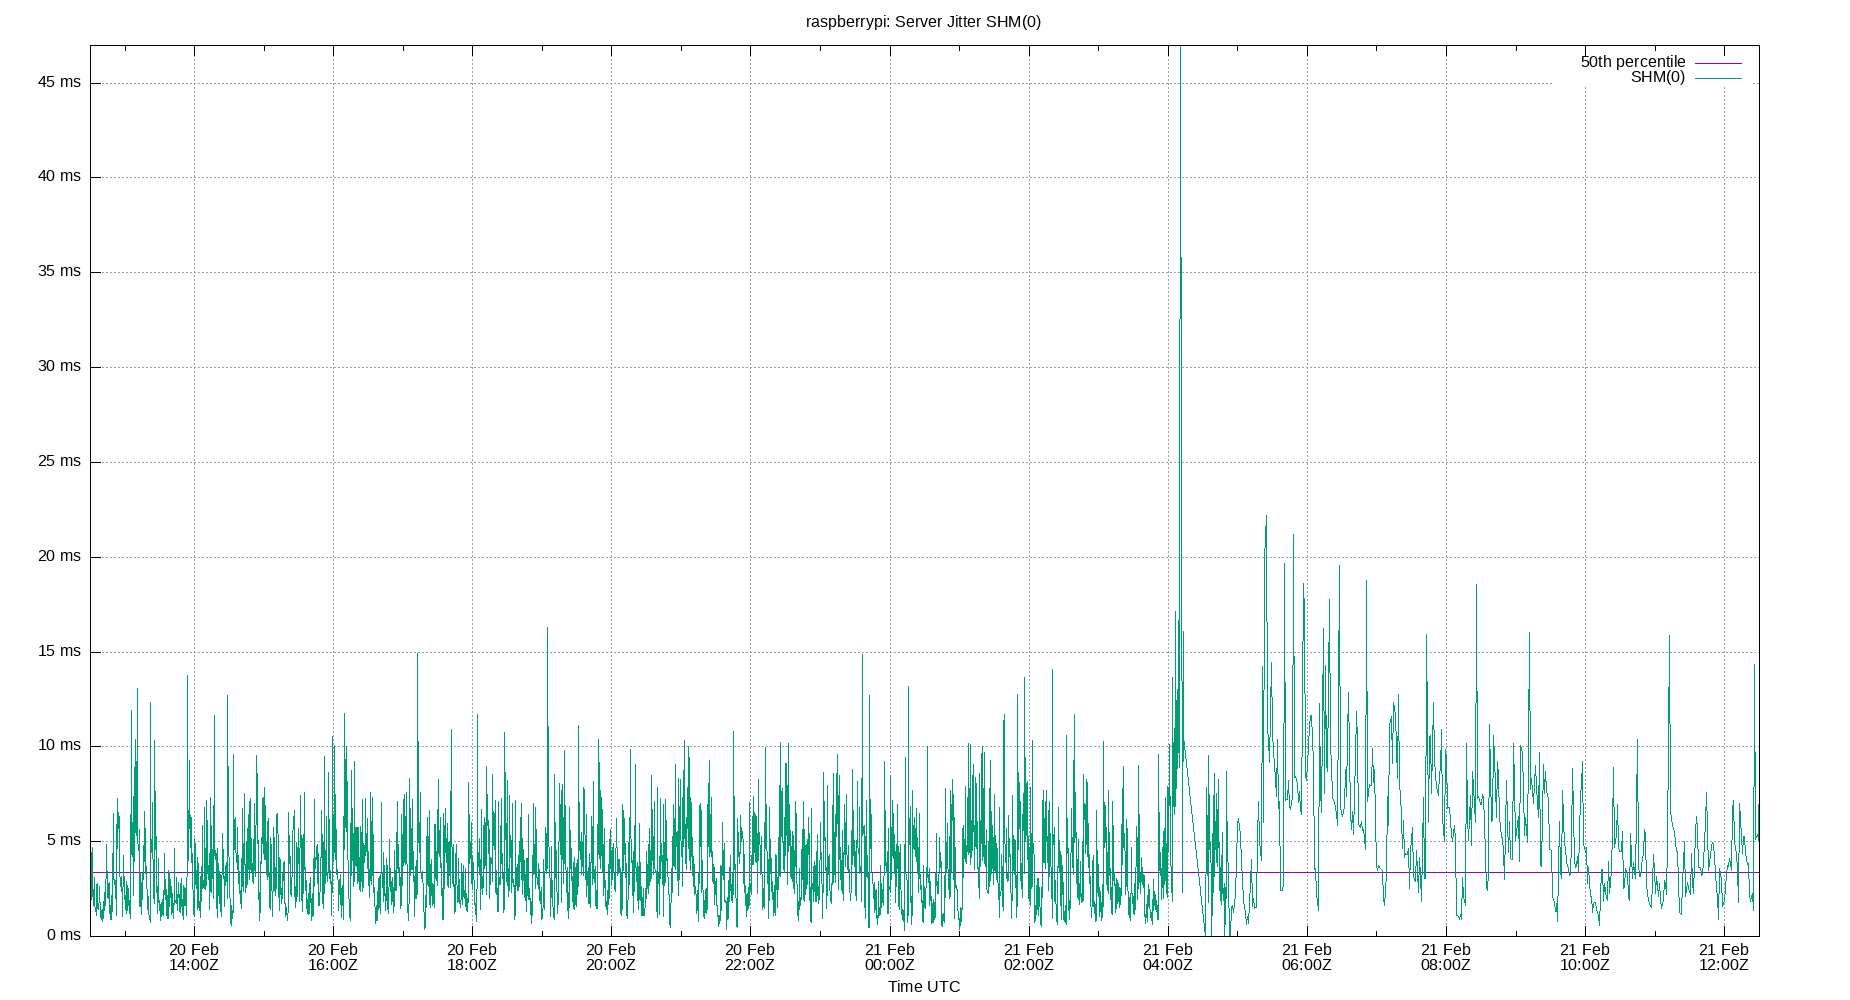 raspberrypi: Server Jitter SHM(0)
50th percentile
SHM(0)
45 ms
40 ms
35 ms
30 ms
25 ms
20 ms
15 ms
10 ms
5 ms
0 ms
20 Feb 20 Feb 20 Feb 20 Feb 20 Feb 21 Feb 21 Feb 21 Feb 21 Feb 21 Feb 21 Feb 21 Feb
14:00Z 16:00Z 18:00Z 20:00Z 22:00Z 00:00Z 02:00Z 04:00Z 06:00Z 08:00Z 10:00Z 12:00Z
Time UTC